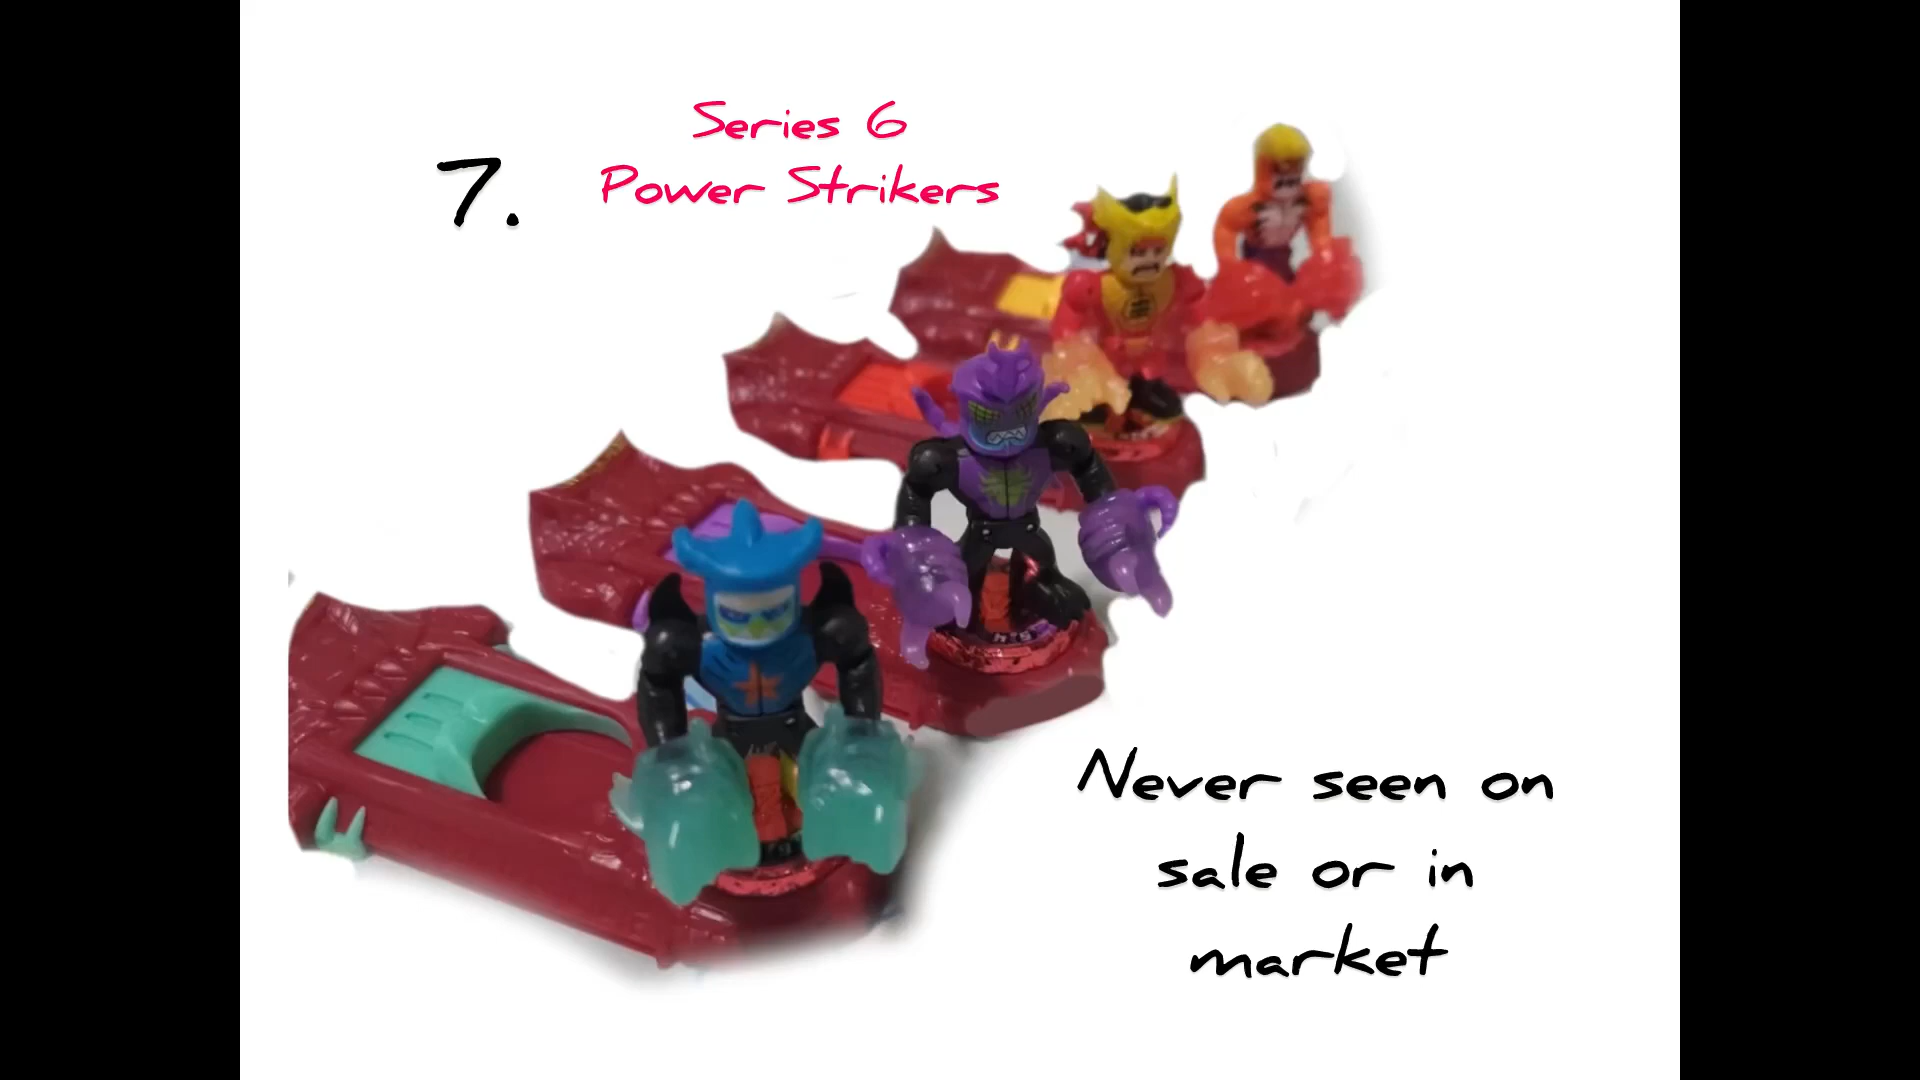 7.
Series 6
Power Strikers
Never seen on
sale or in
market